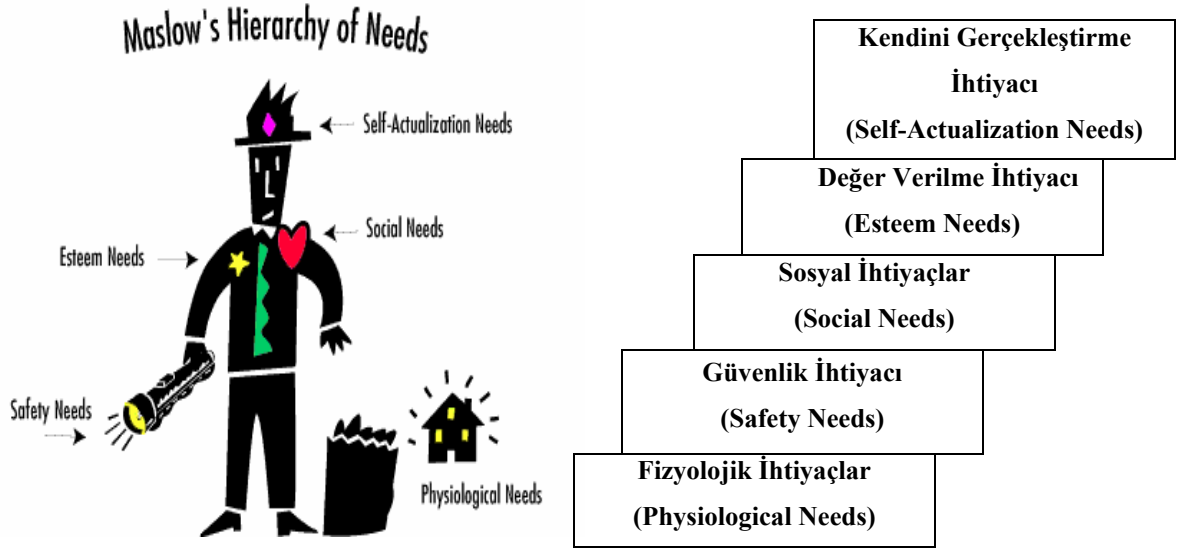 Maslow's Hierarchy of Needs
Self-Actualization Needs
Social Needs
Esteem Needs
Safety Needs
Physiological Needs
Kendini Gerçekleştirme
İhtiyacı
(Self-Actualization Needs)
Değer Verilme İhtiyacı
(Esteem Needs)
Sosyal İhtiyaçlar
(Social Needs)
Güvenlik İhtiyacı
(Safety Needs)
Fizyolojik İhtiyaçlar
(Physiological Needs)